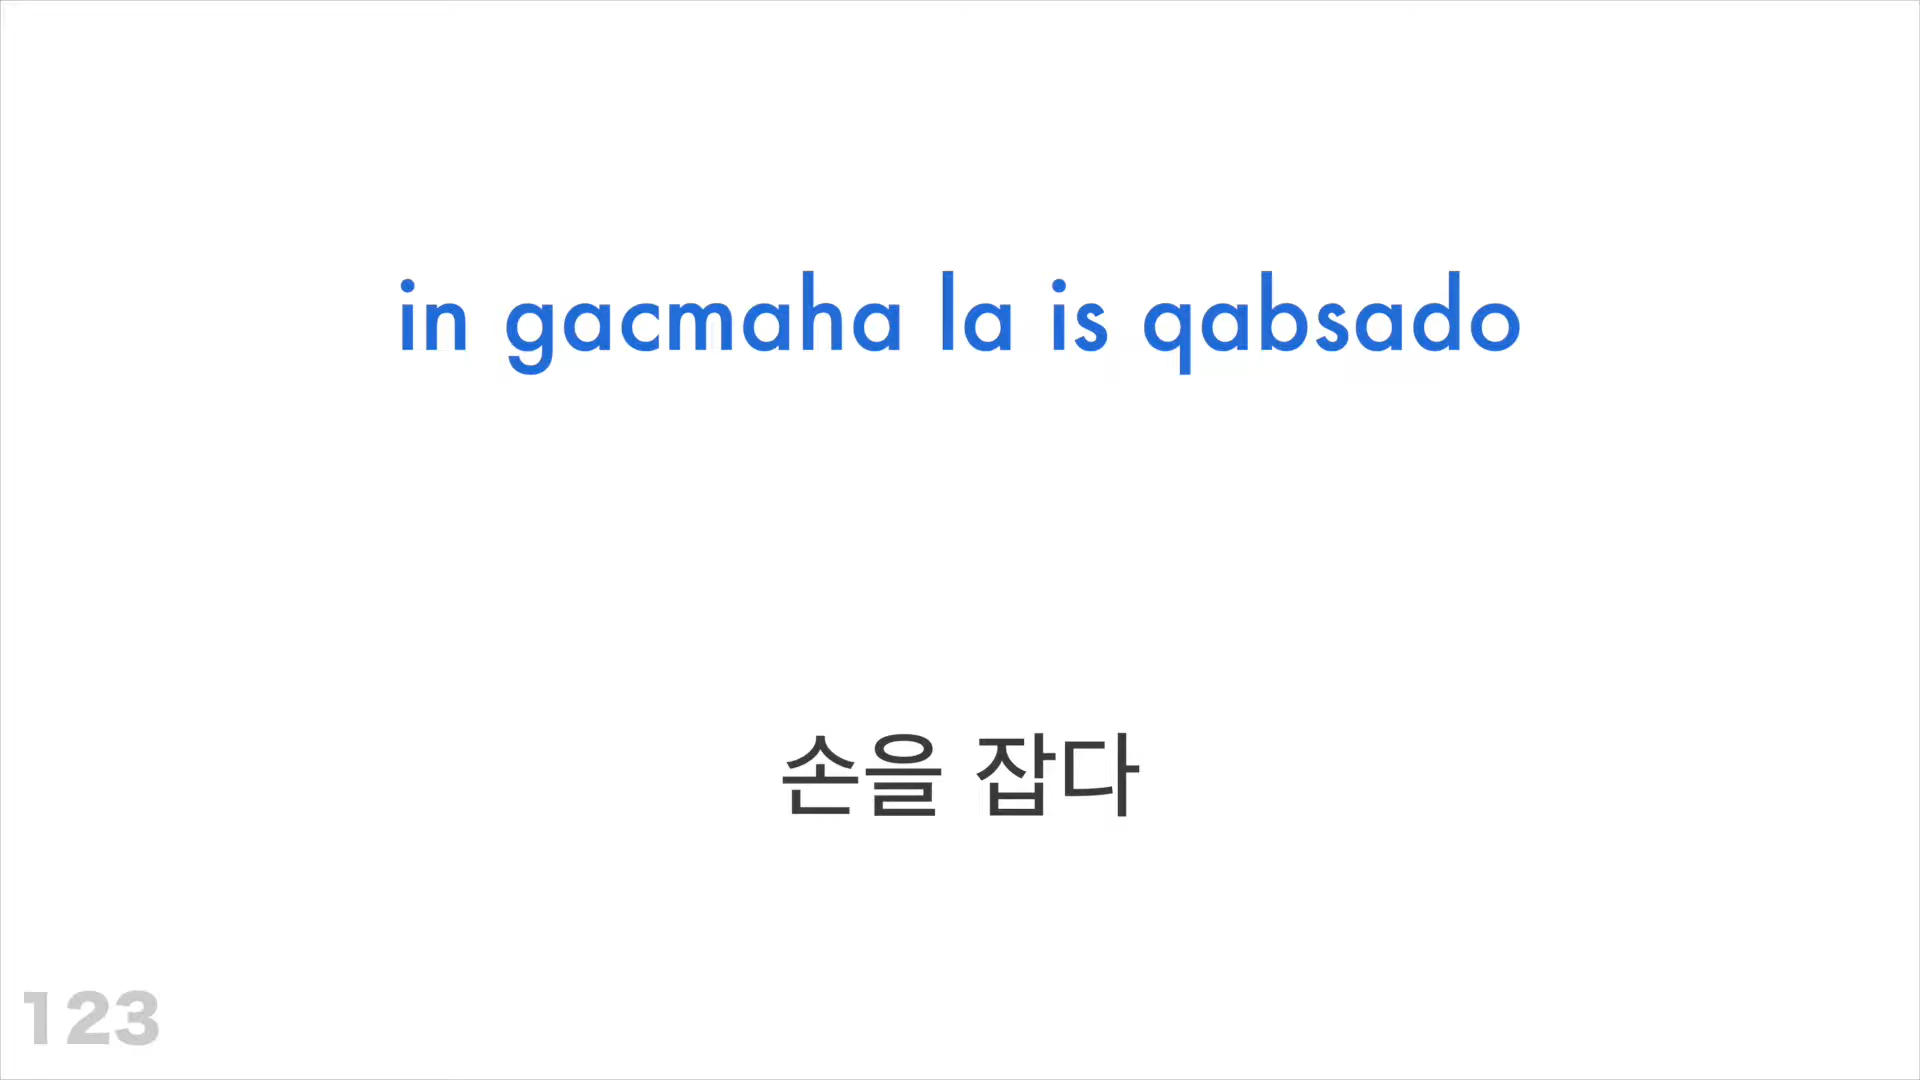 in gacmaha la is qabsado
손을 잡다
123